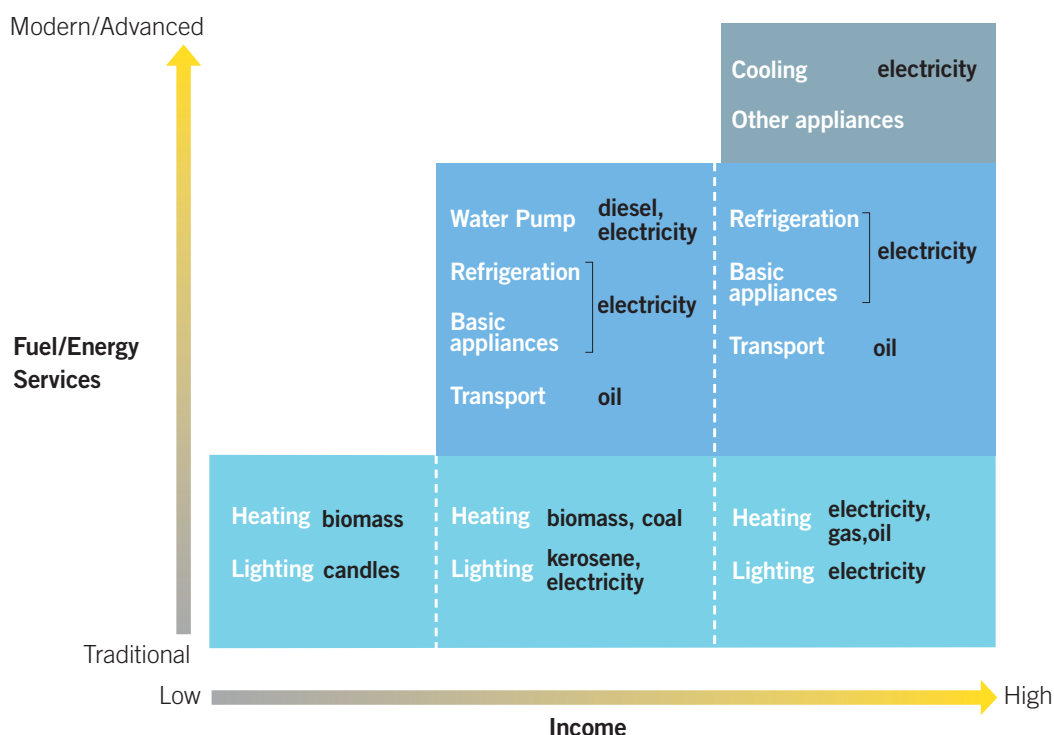 Modern/Advanced
Cooling electricity
Other appliances
Water Pump diesel,
electricity
Refrigeration
electricity
Basic
appliances
Transport oil
Refrigeration
electricity
Basic
appliances
Transport oil
Fuel/Energy
Services
Heating biomass
Lighting candles
Heating biomass, coal
Lighting kerosene,
electricity
Heating electricity,
gas,oil
Lighting electricity
Traditional
Low
High
Income